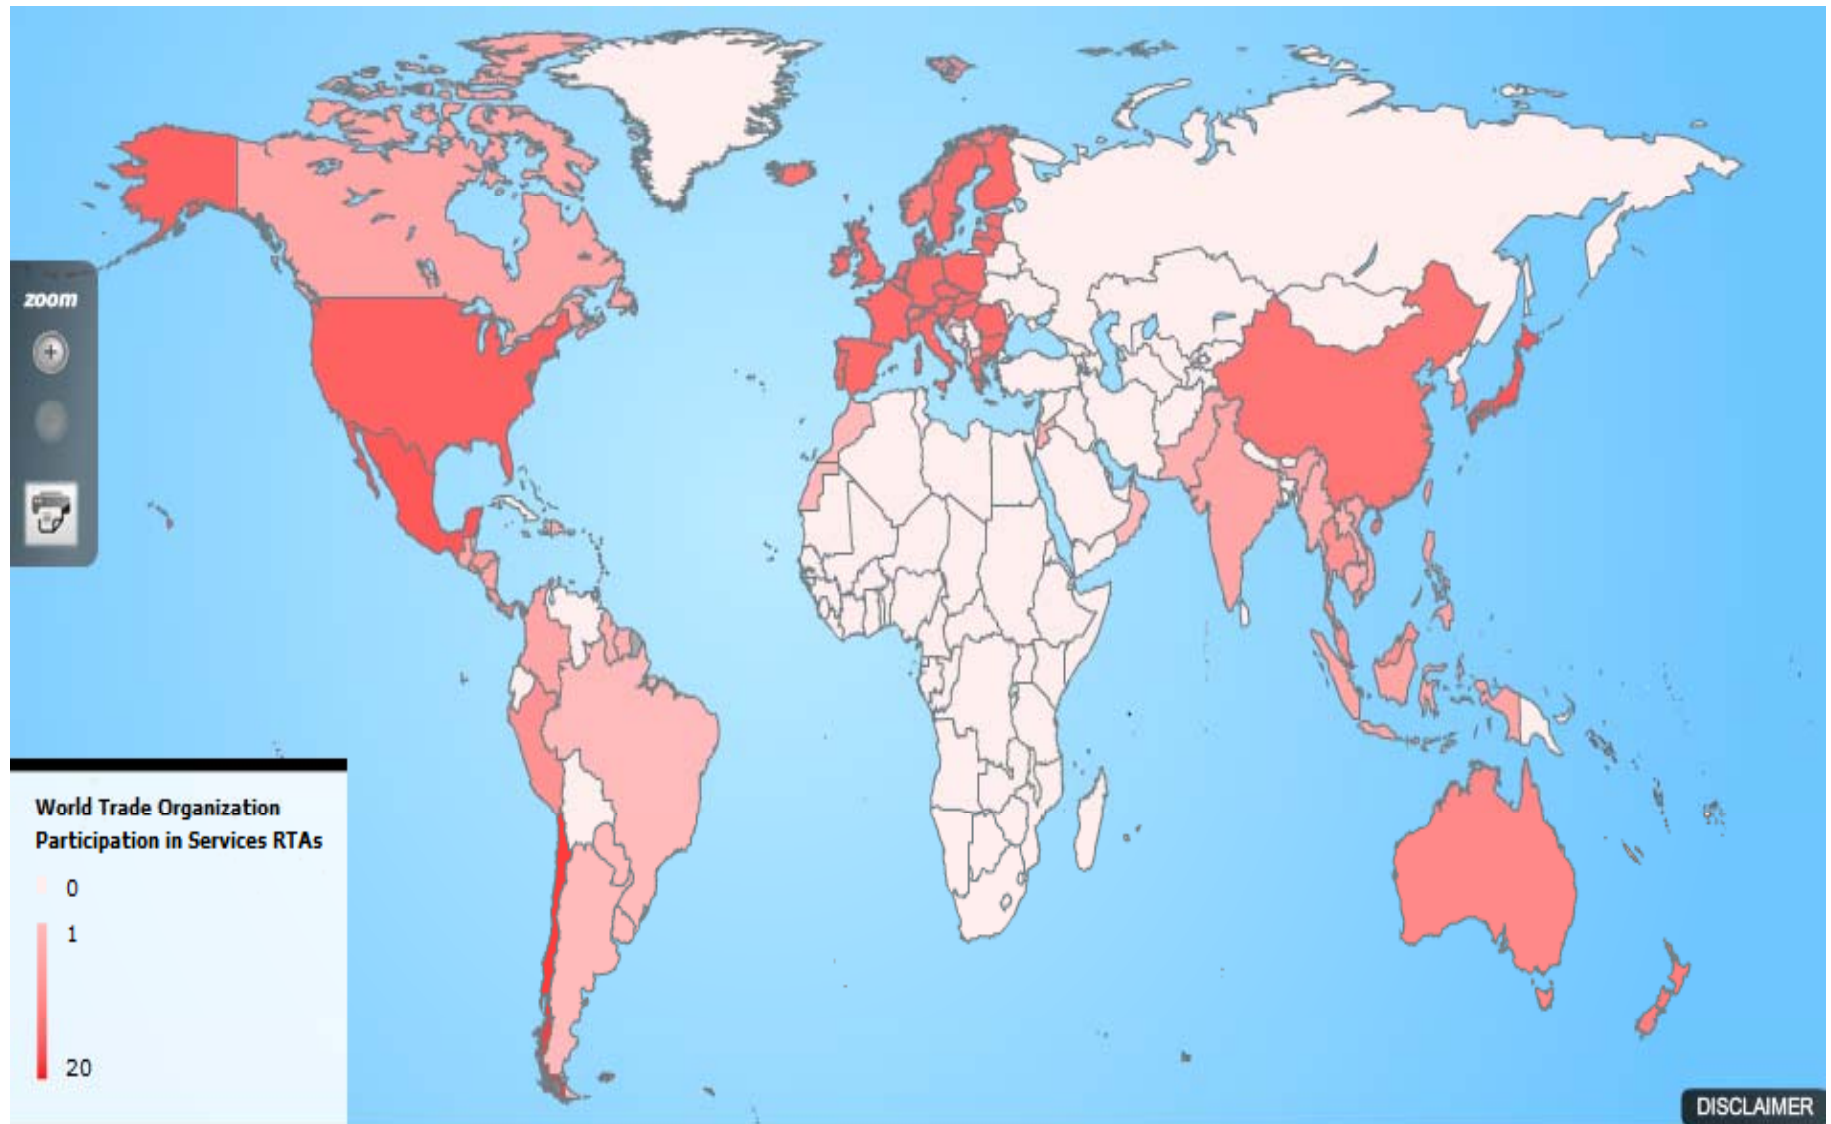 zoom
World Trade Organization
Participation in Services RTAs
0
1
20
DISCLAIMER